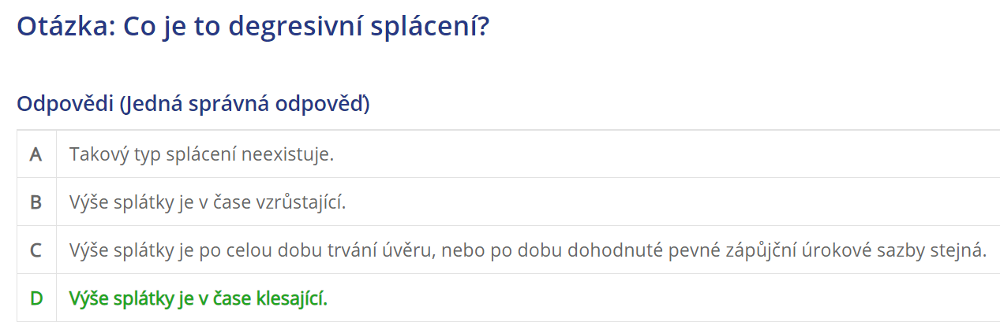 Otázka: Co je to degresivní splácení?
Odpovědi (Jedná správná odpověď)
A Takový typ splácení neexistuje.
B Výše splátky je v čase vzrůstající.
C Výše splátky je po celou dobu trvání úvěru, nebo po dobu dohodnuté pevné zápůjční úrokové sazby stejná.
D Výše splátky je v čase klesající.